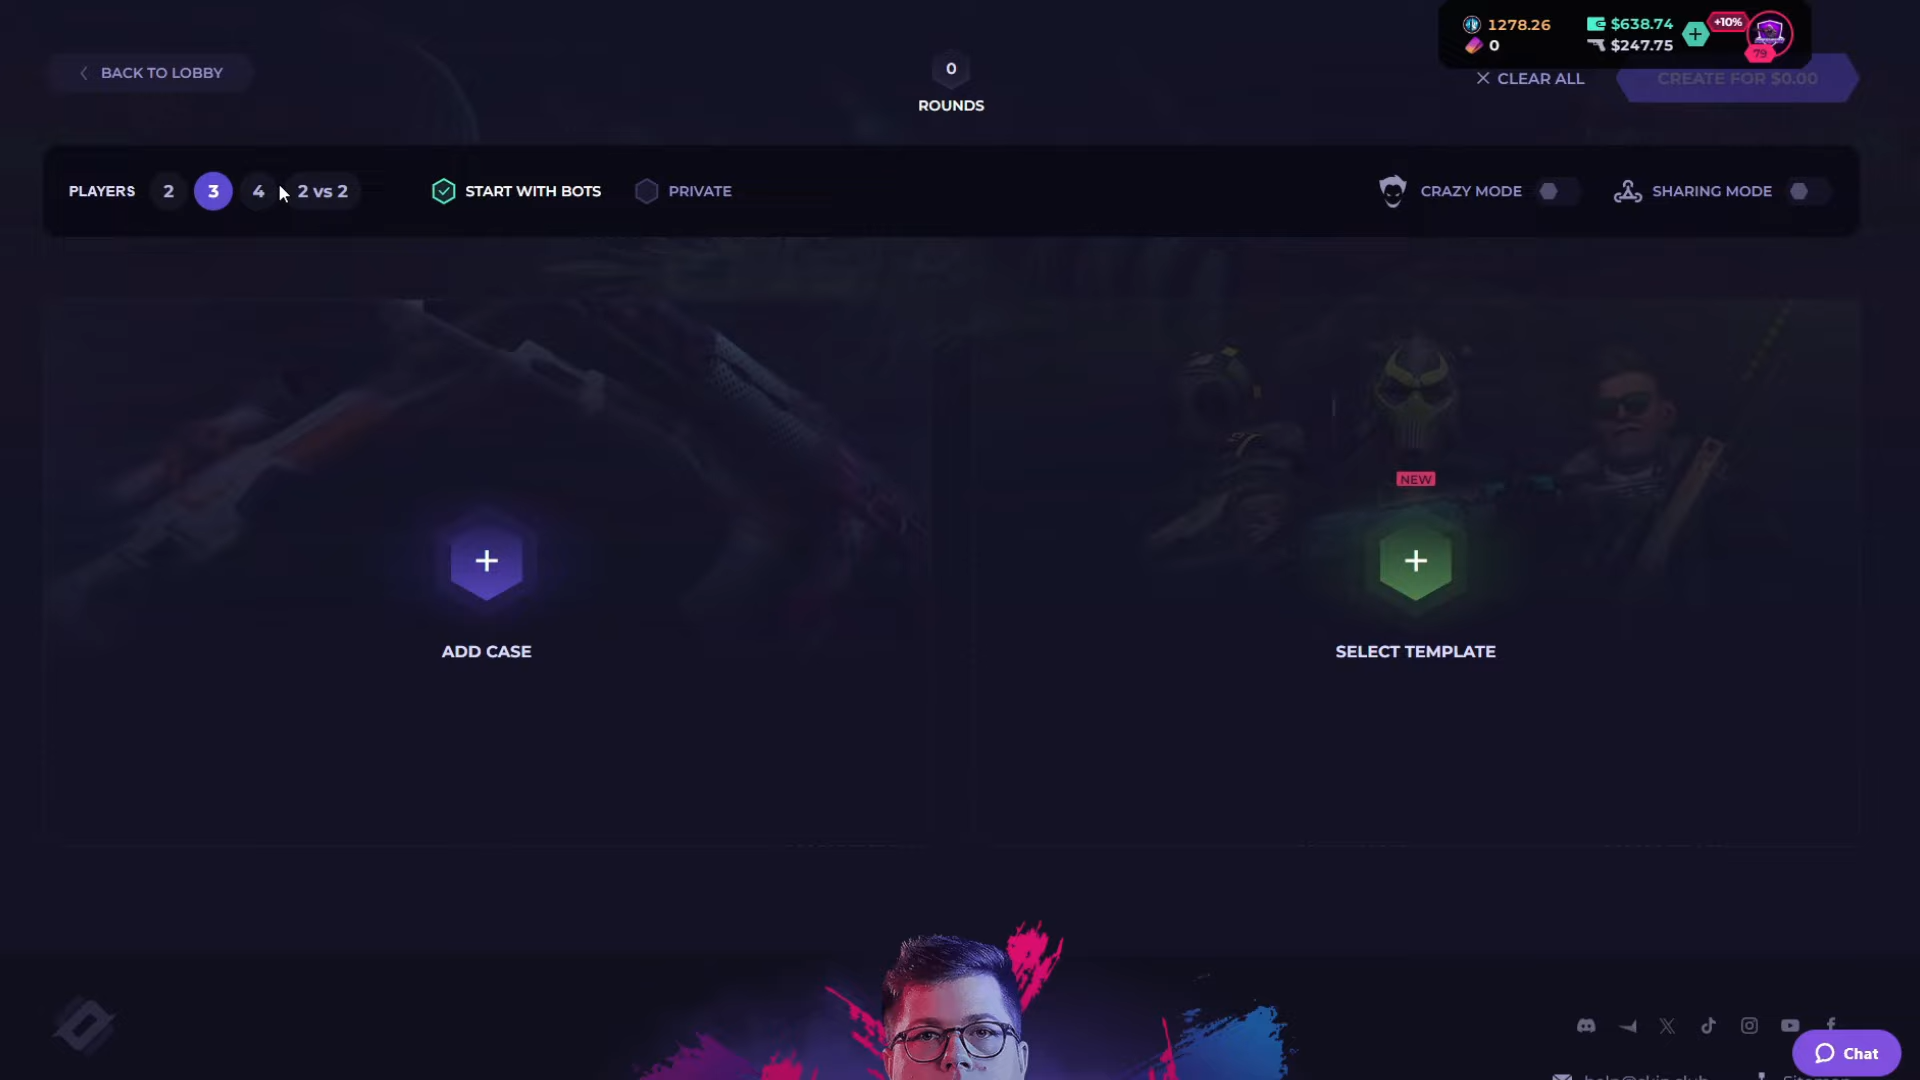 1278.26
$638.74
+10%
0
$247.75
79
BACK TO LOBBY
0
ROUNDS
CLEAR ALL
CREATE FOR $0.00
PLAYERS
2
3
4
2 vs 2
START WITH BOTS
PRIVATE
CRAZY MODE
SHARING MODE
NEW
ADD CASE
SELECT TEMPLATE
Chat